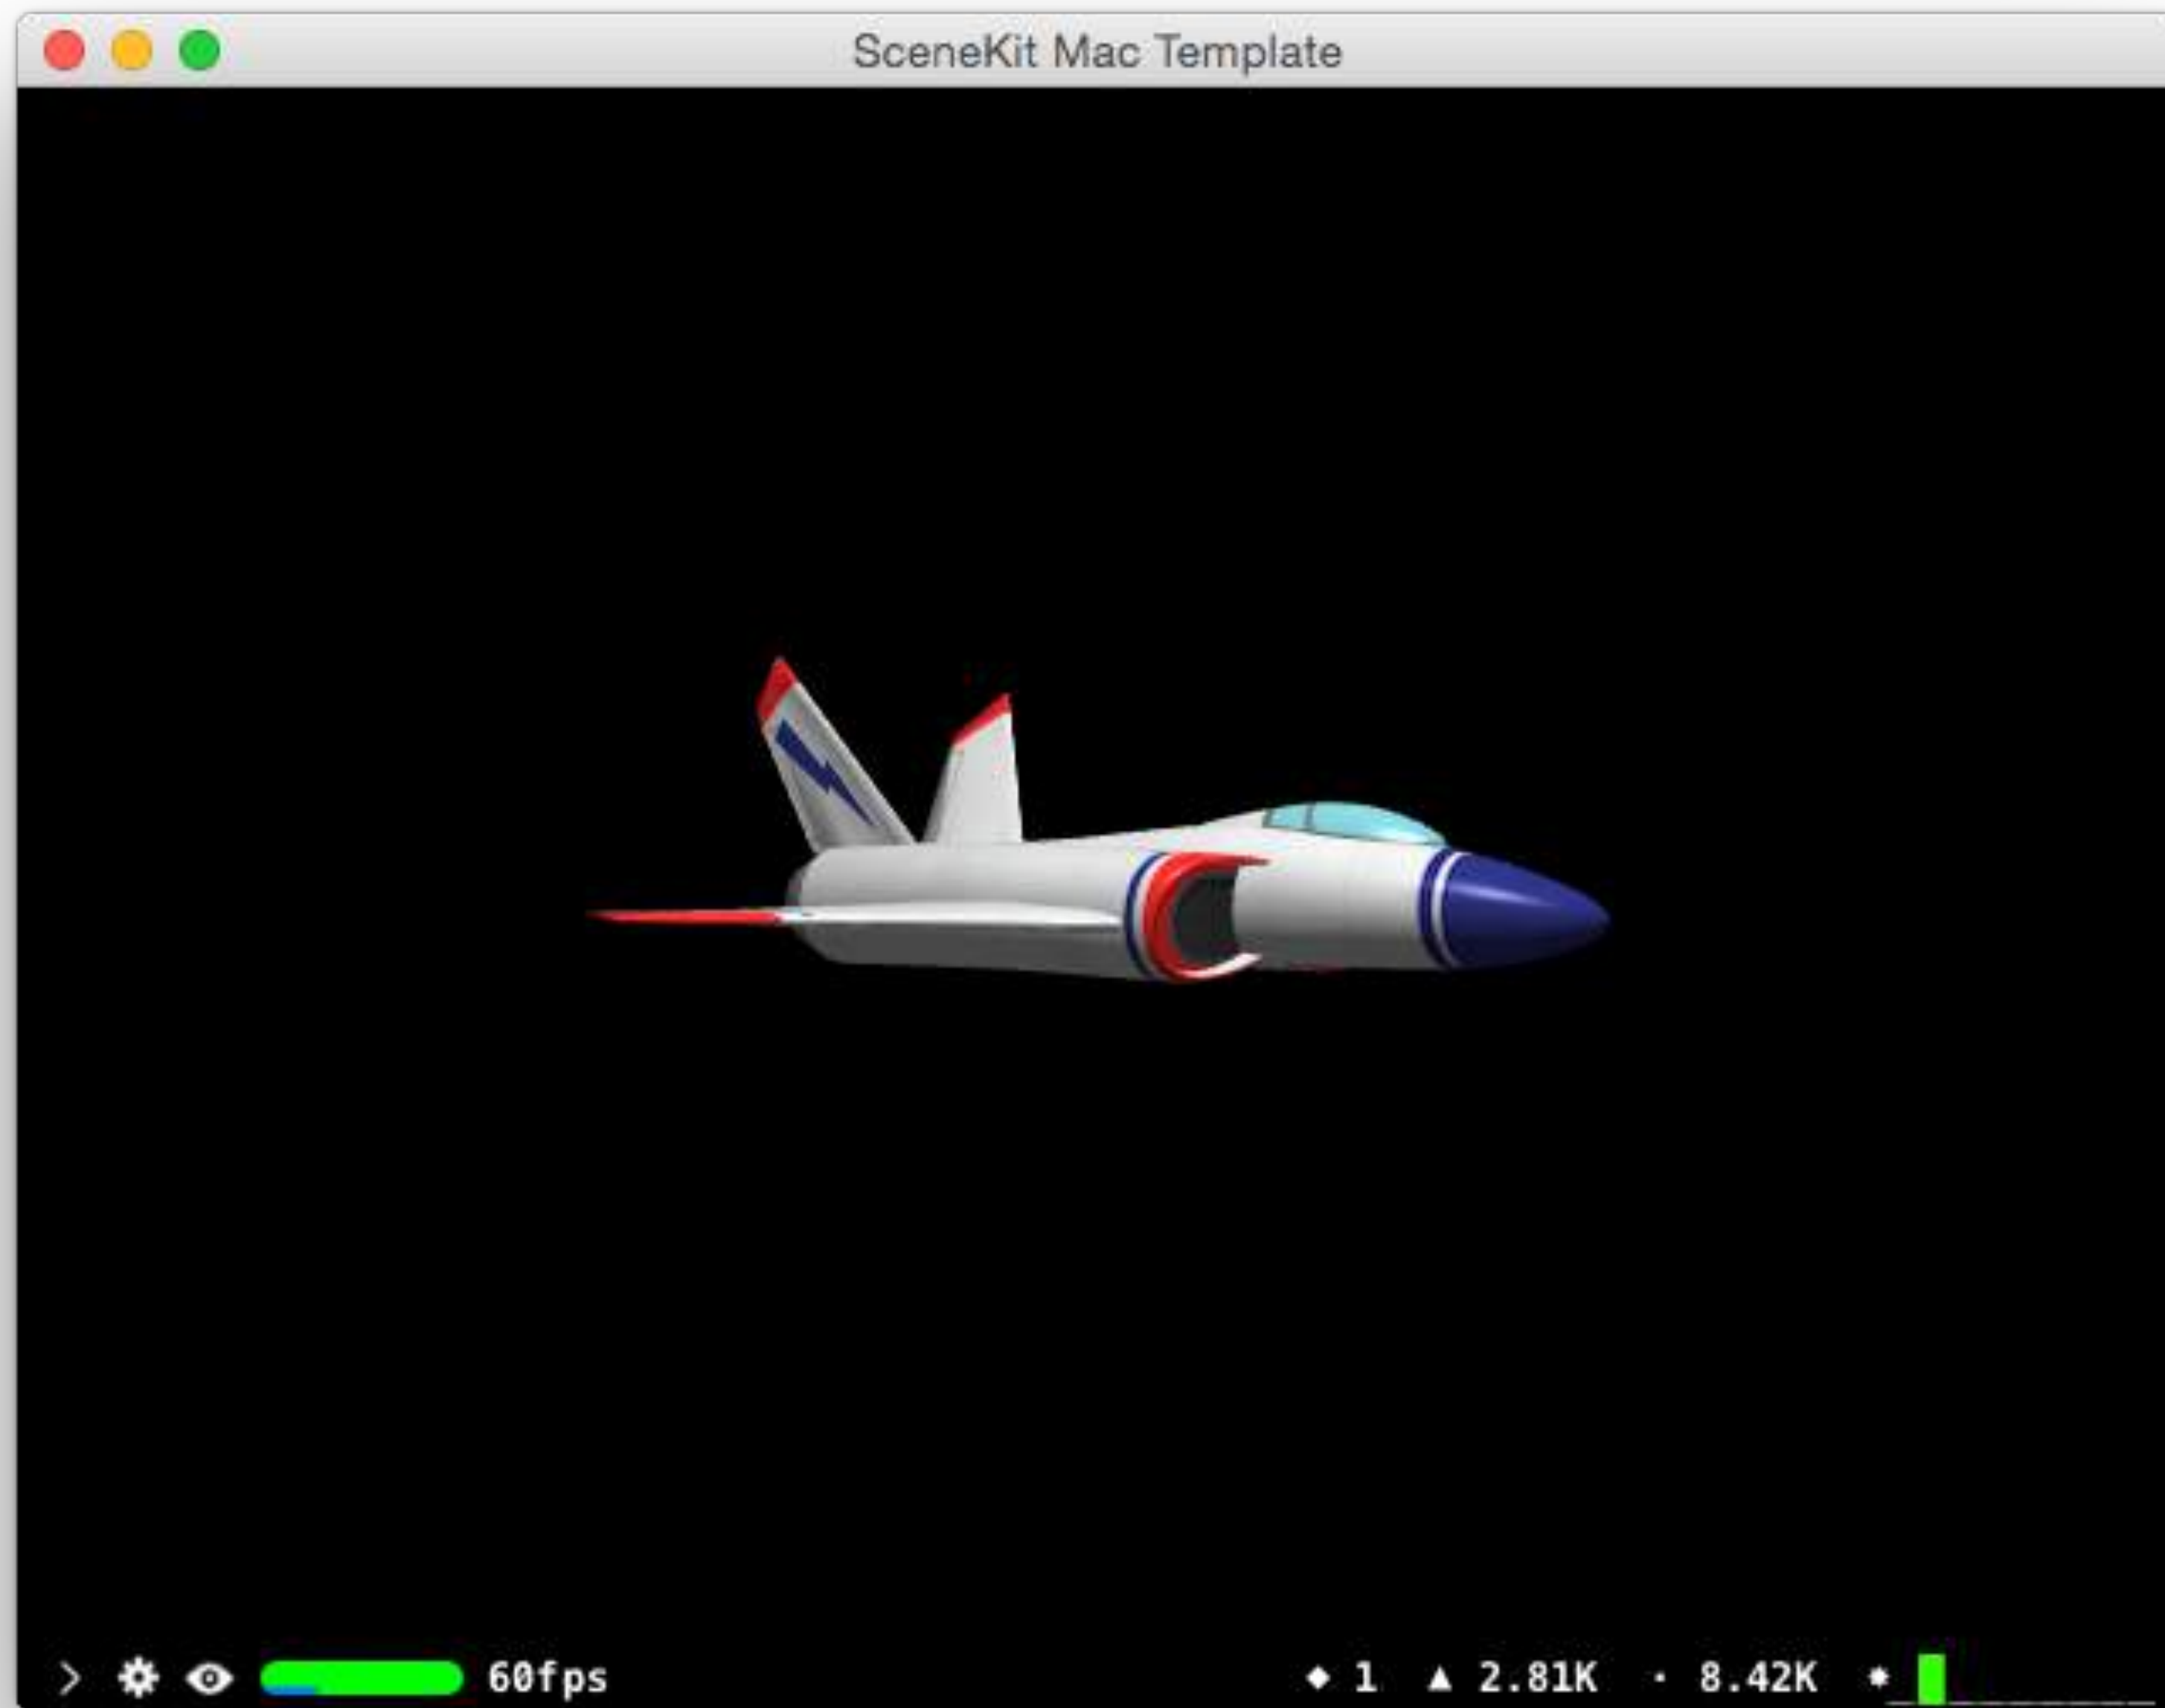 SceneKit Mac Template
60fps ◆ 1 ▲ 2.81K • 8.42K